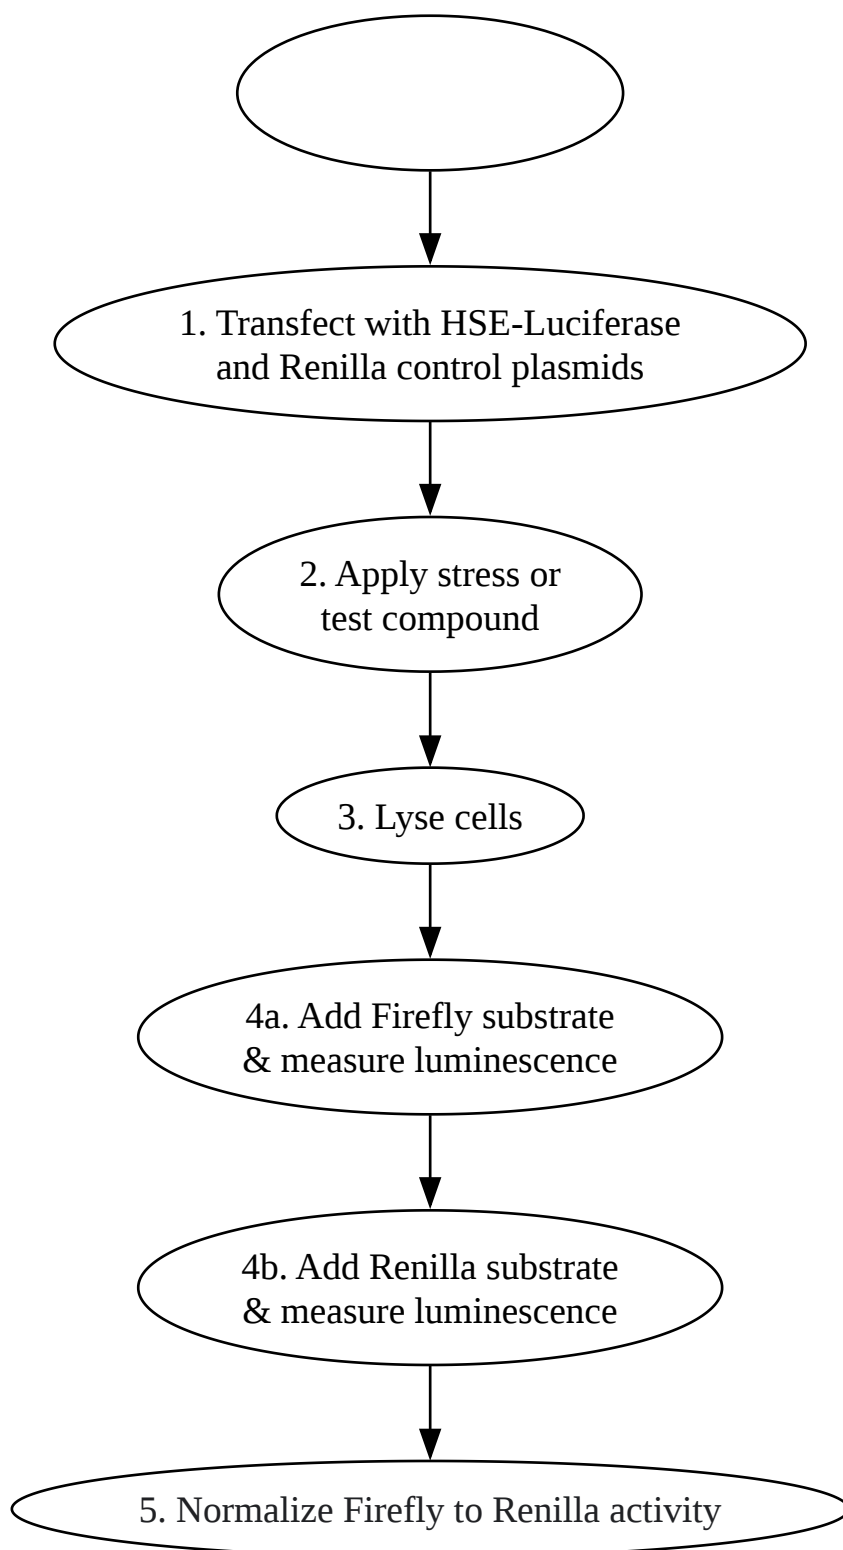 1. Transfect with HSE-Luciferase
and Renilla control plasmids
2. Apply stress or
test compound
3. Lyse cells
4a. Add Firefly substrate
& measure luminescence
4b. Add Renilla substrate
& measure luminescence
5. Normalize Firefly to Renilla activity